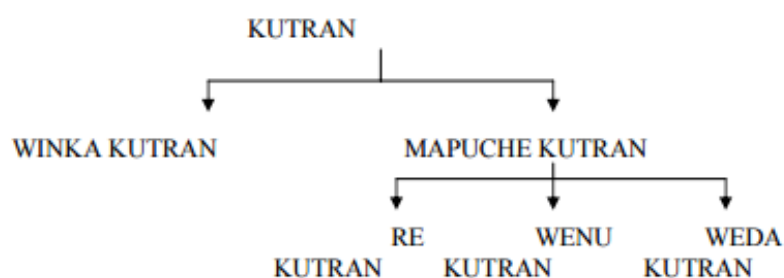 KUTRAN
WINKA KUTRAN MAPUCHE KUTRAN
RE WENU WEDA
KUTRAN KUTRAN KUTRAN